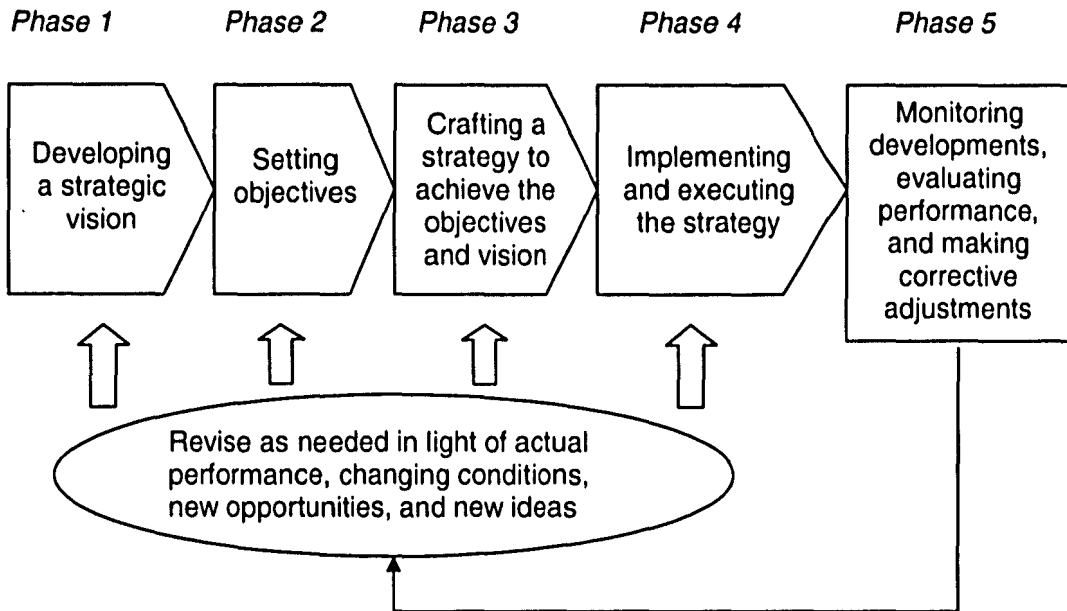 Phase 1
Phase 2
Phase 3
Phase 4
Phase 5
Developing
a strategic
vision
Setting
objectives
Crafting a
strategy to
achieve the
objectives
and vision
Implementing
and executing
the strategy
Monitoring
developments,
evaluating
performance,
and making
corrective
adjustments
Revise as needed in light of actual
performance, changing conditions,
new opportunities, and new ideas